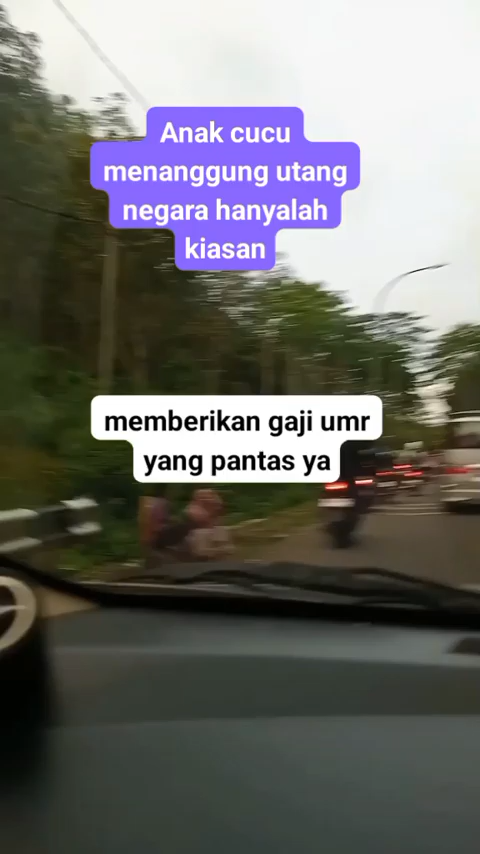 Anak cucu
menanggung utang
negara hanyalah
kiasan
memberikan gaji umr
yang pantas ya